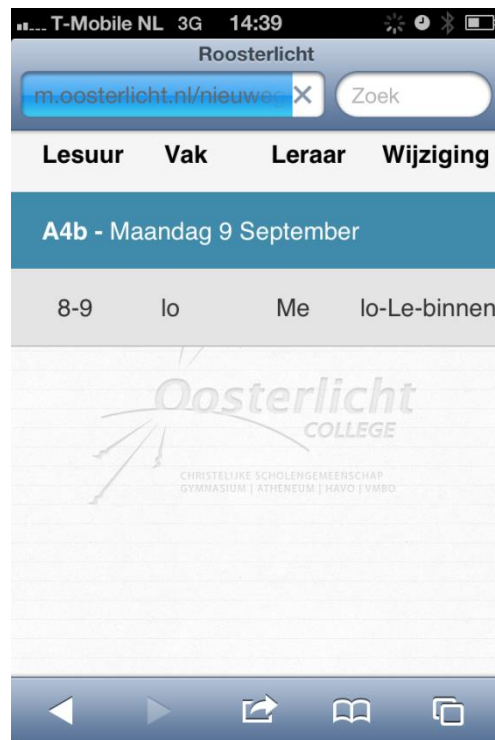 T-Mobile NL 3G 14:39
Roosterlicht
m.oosterlicht.nl/nieuweg Zoek
Lesuur Vak Leraar Wijziging
A4b - Maandag 9 September
8-9 lo Me lo-Le-binnen
Oosterlicht
COLLEGE
CHRISTELIJKE SCHOLENGEMEENSCHAP
GYMNASIUM | ATHENEUM | HAVO | VMBO